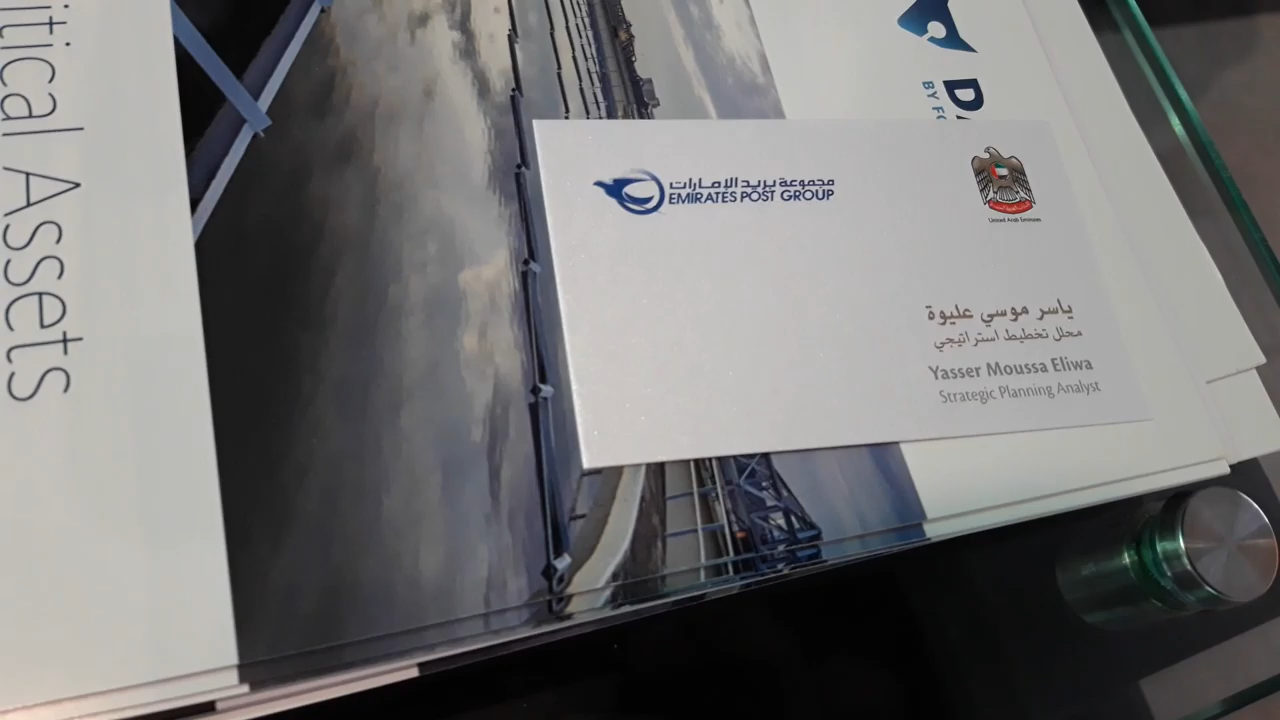 مجموعة بريد الإمارات
EMIRATES POST GROUP
United Arab Emirates
ياسر موسي عليوة
محلل تخطيط استراتيجي
Yasser Moussa Eliwa
Strategic Planning Analyst
Assets
BY